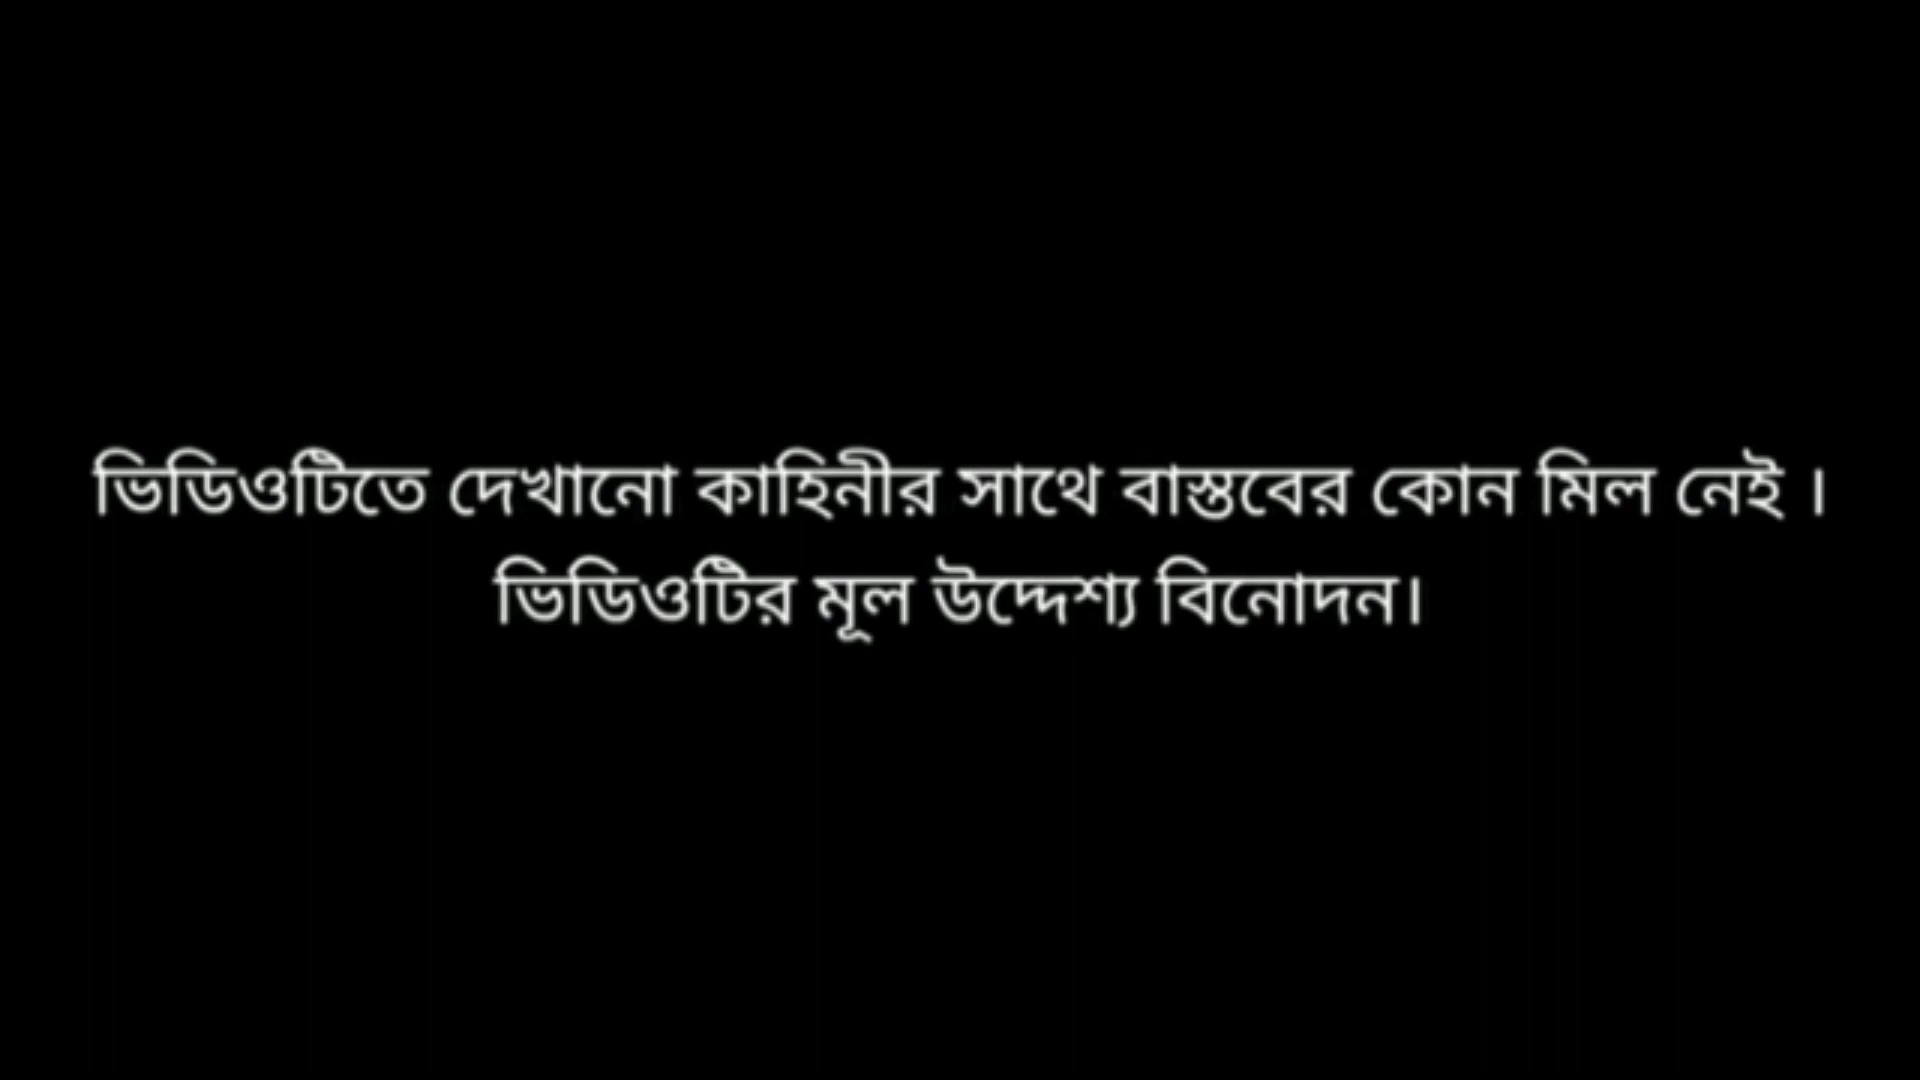 ভিডিওটিতে দেখানো কাহিনীর সাথে বাস্তবের কোন মিল নেই ।
ভিডিওটির মূল উদ্দেশ্য বিনোদন।